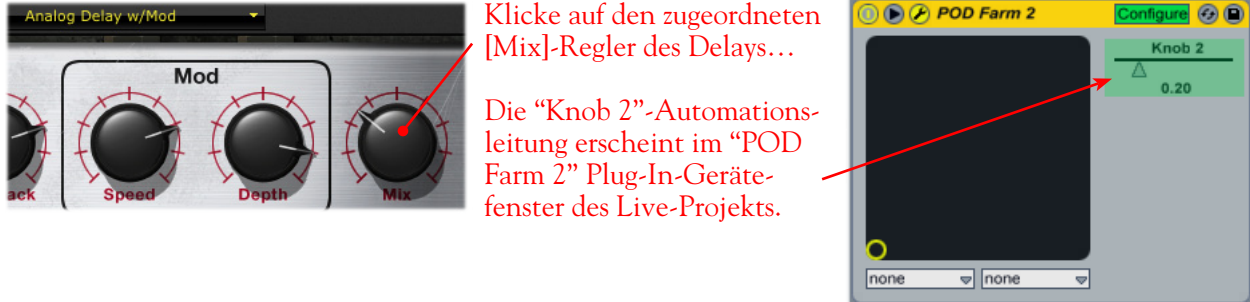 Analog Delay w/Mod
Mod
ack
Speed
Depth
Mix
Klicke auf den zugeordneten
[Mix]-Regler des Delays…
Die “Knob 2”-Automations-
leitung erscheint im “POD
Farm 2” Plug-In-Geräte-
fenster des Live-Projekts.
POD Farm 2
Configure
Knob 2
0.20
none
none